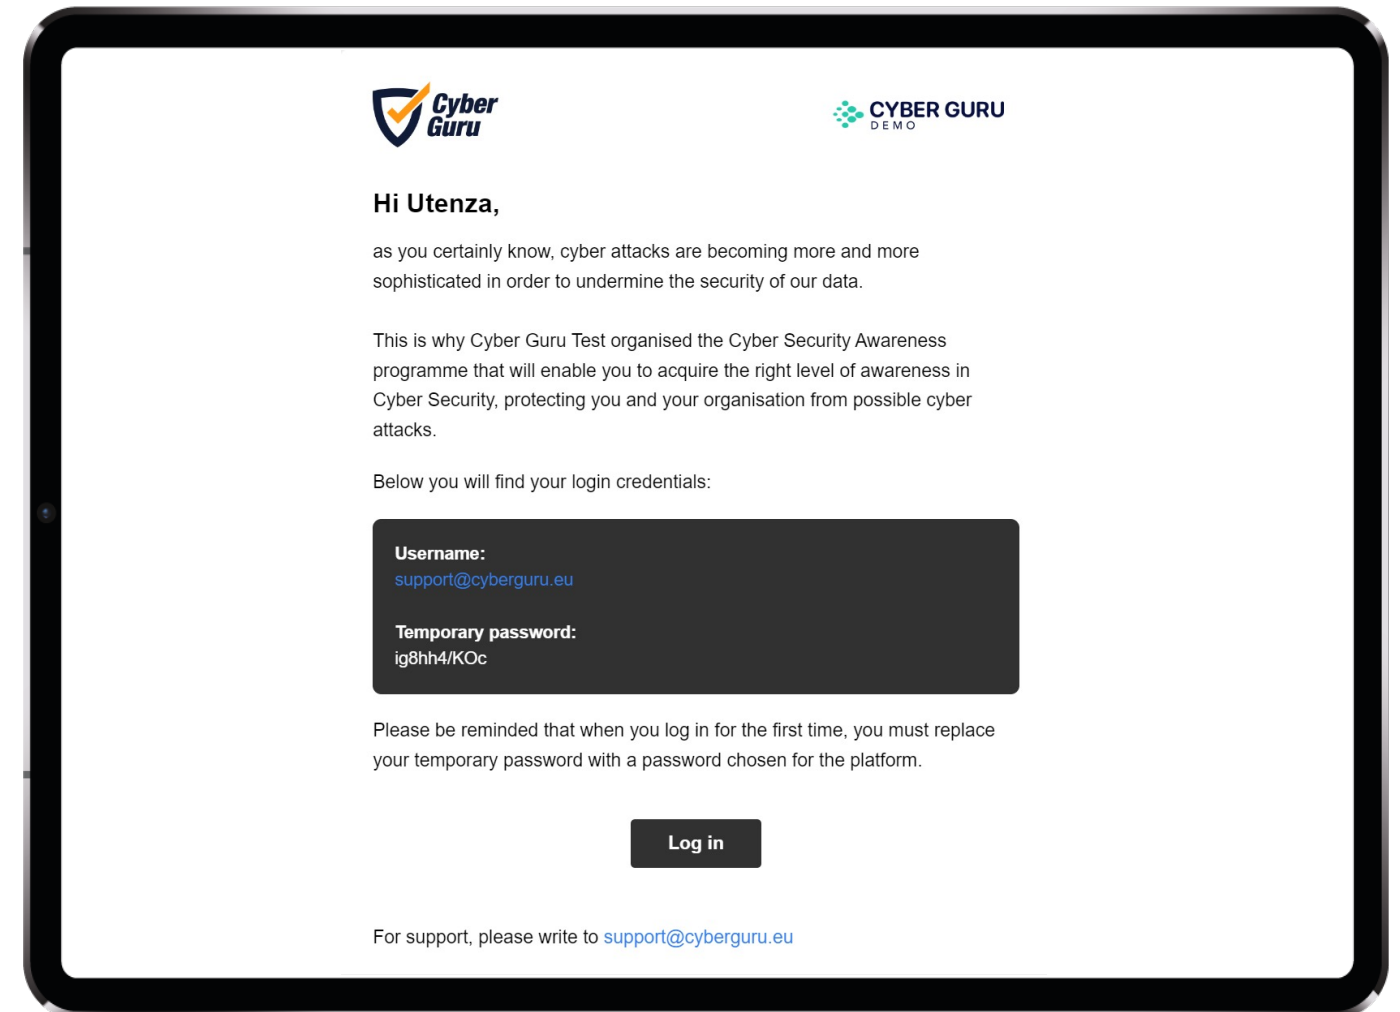 Cyber
Guru
CYBER GURU
DEMO
Hi Utenza,
as you certainly know, cyber attacks are becoming more and more
sophisticated in order to undermine the security of our data.
This is why Cyber Guru Test organised the Cyber Security Awareness
programme that will enable you to acquire the right level of awareness in
Cyber Security, protecting you and your organisation from possible cyber
attacks.
Below you will find your login credentials:
Username:
support@cyberguru.eu
Temporary password:
ig8hh4/KOc
Please be reminded that when you log in for the first time, you must replace
your temporary password with a password chosen for the platform.
Log in
For support, please write to support@cyberguru.eu